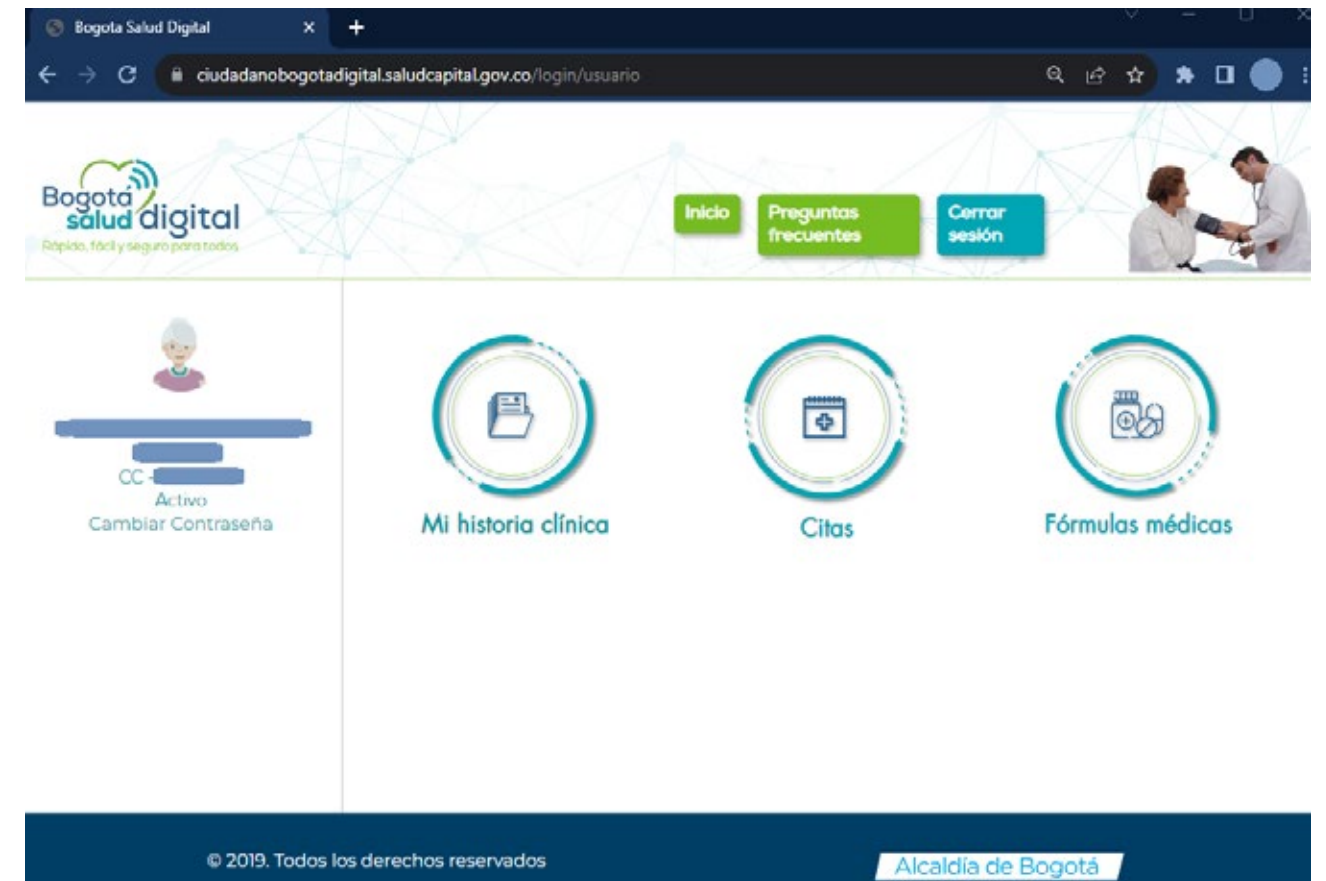 Bogota Salud Digital
ciudadanobogotadigital.saludcapital.gov.co/login/usuario
Bogotá
salud digital
Rápido, fácil y seguro para todos
Inicio
Preguntas
frecuentes
Cerrar
sesión
CC -
Activo
Cambiar Contraseña
Mi historia clínica
Citas
Fórmulas médicas
© 2019. Todos los derechos reservados
Alcaldía de Bogotá